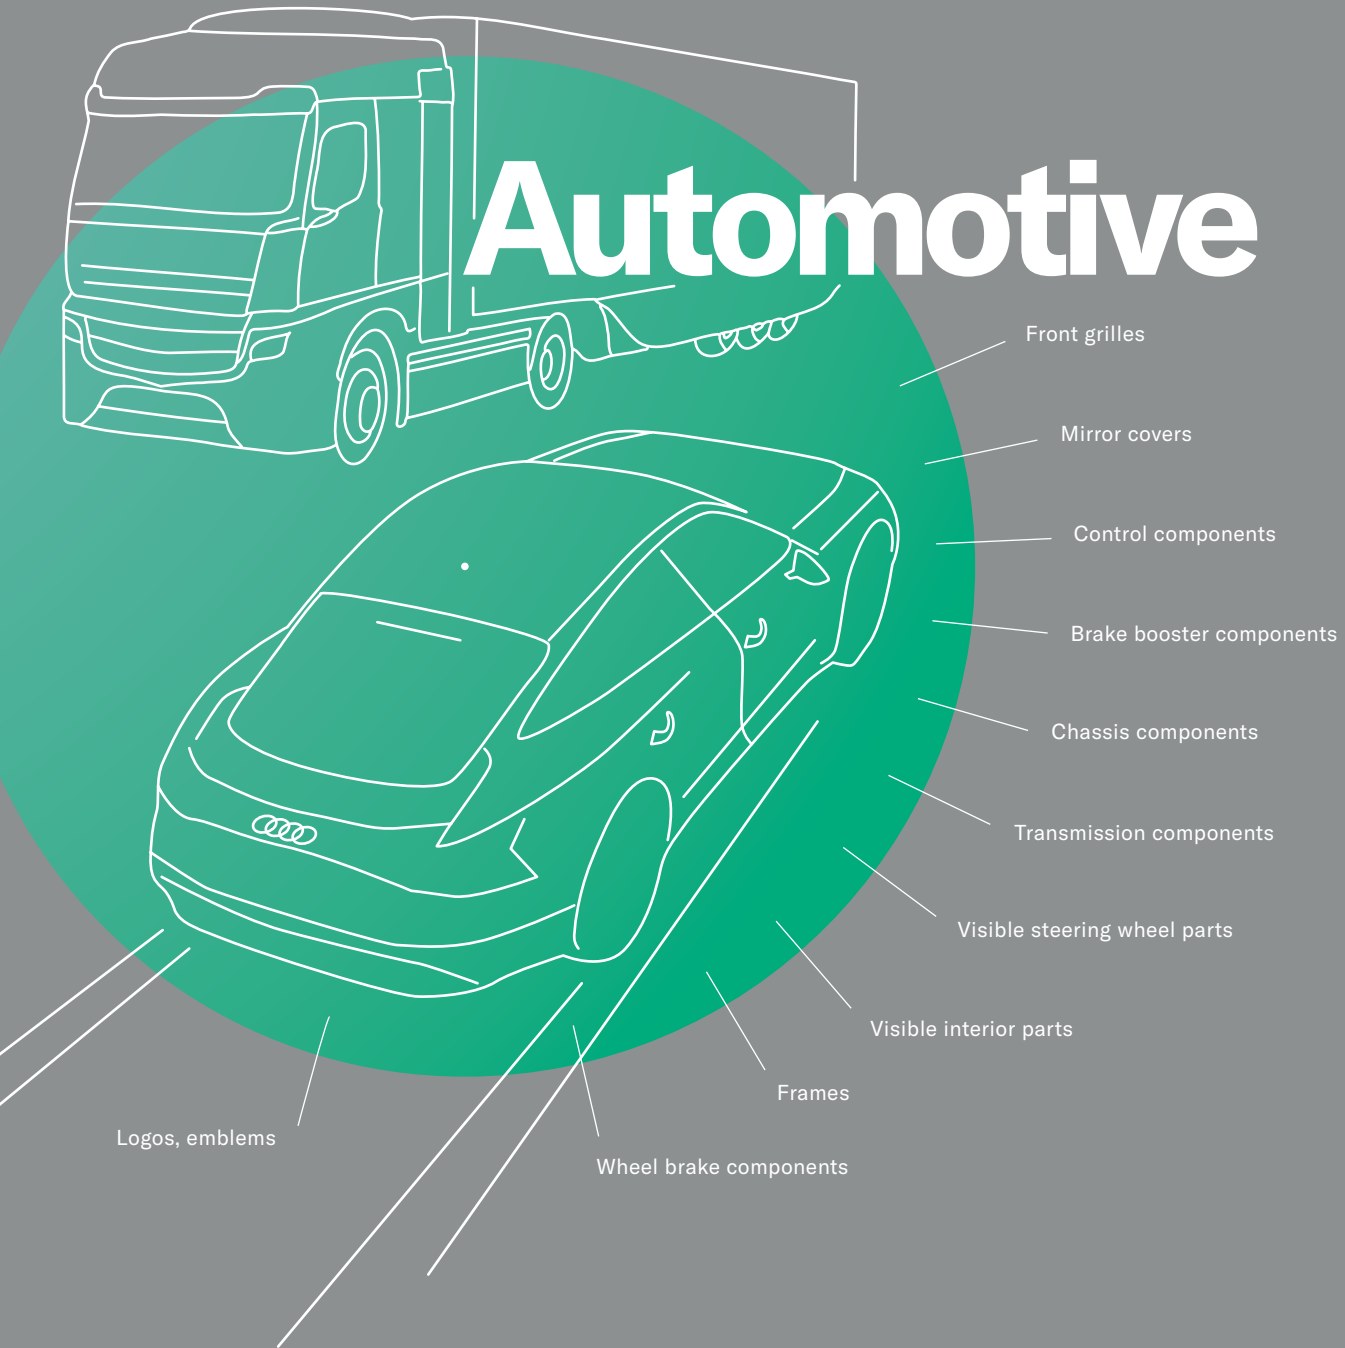 Automotive
Front grilles
Mirror covers
Control components
Brake booster components
Chassis components
Transmission components
Visible steering wheel parts
Visible interior parts
Frames
Wheel brake components
Logos, emblems